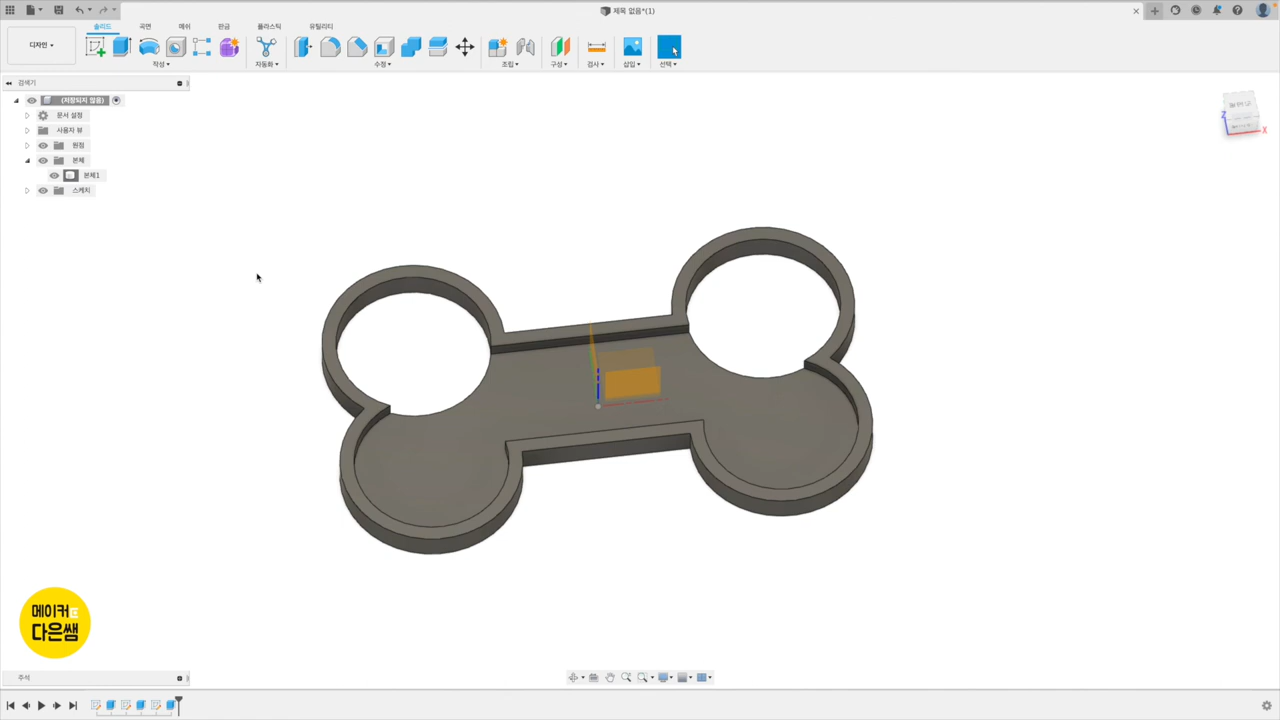 제목 없음*(1)
디자인
솔리드
곡면
메쉬
판금
플라스틱
유틸리티
작성
자동화
수정
조립
구성
검사
삽입
선택
검색기
(저장되지 않음)
문서 설정
사용자 뷰
원점
본체
본체1
스케치
Z
X
메이커
다은쌤
주석